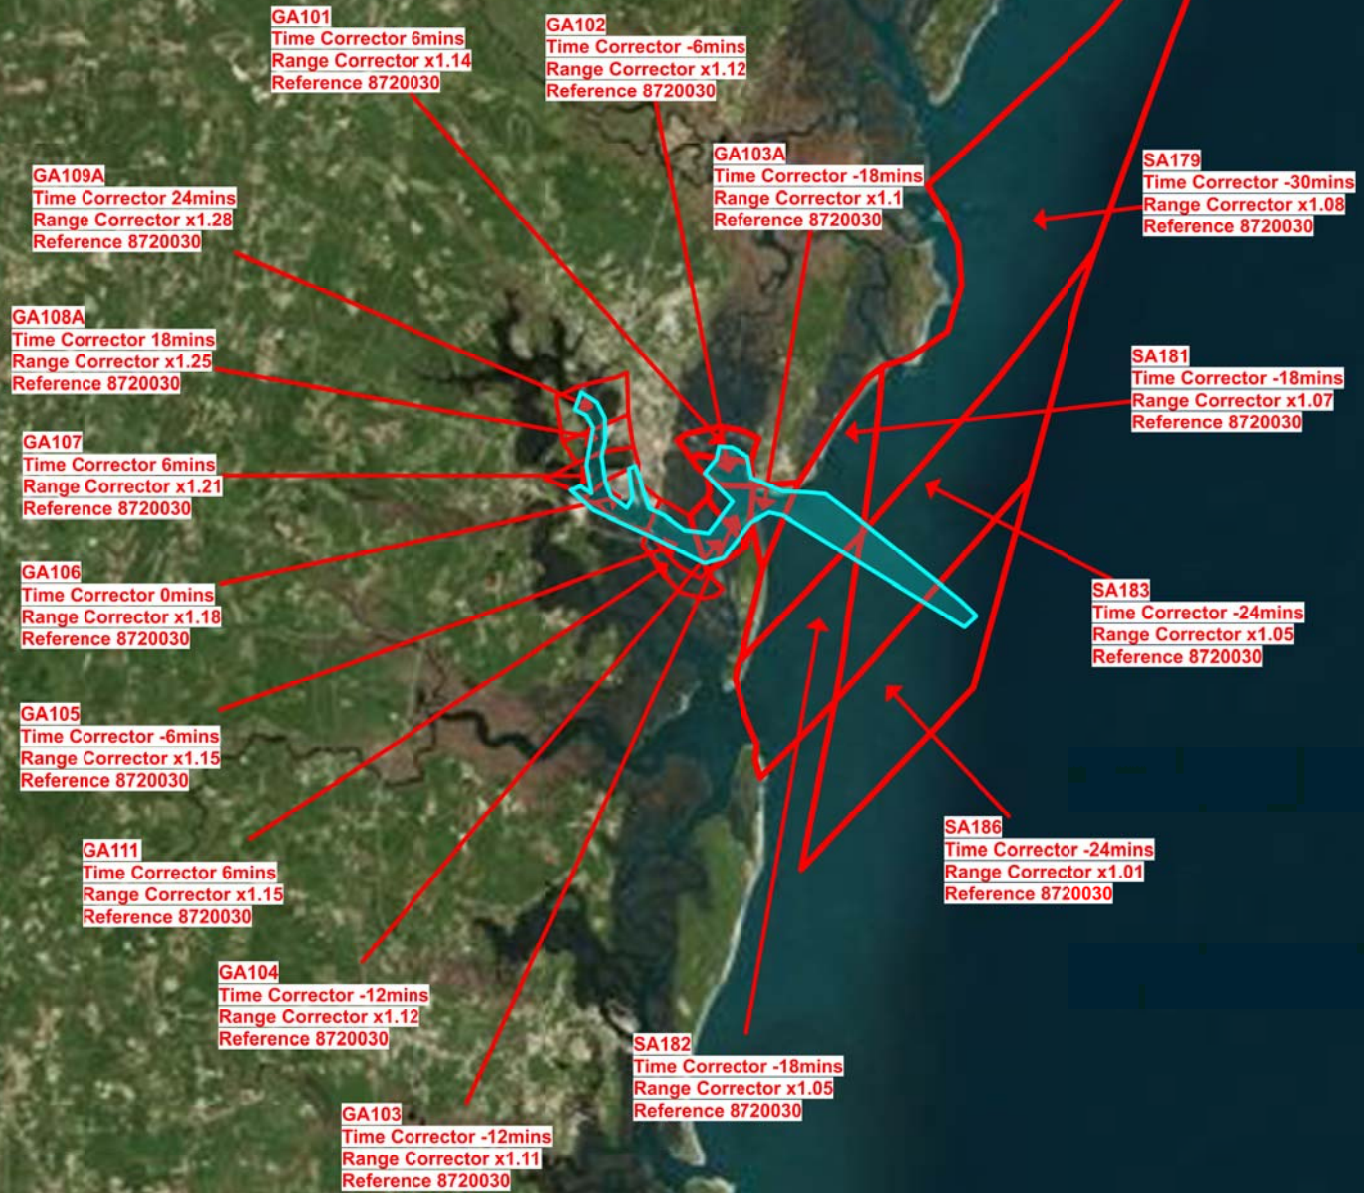 GA101
Time Corrector 6mins
Range Corrector x1.14
Reference 8720030
GA102
Time Corrector -6mins
Range Corrector x1.12
Reference 8720030
GA103A
Time Corrector -18mins
Range Corrector x1.1
Reference 8720030
SA179
Time Corrector -30mins
Range Corrector x1.08
Reference 8720030
GA109A
Time Corrector 24mins
Range Corrector x1.28
Reference 8720030
GA108A
Time Corrector 18mins
Range Corrector x1.25
Reference 8720030
SA181
Time Corrector -18mins
Range Corrector x1.07
Reference 8720030
GA107
Time Corrector 6mins
Range Corrector x1.21
Reference 8720030
GA106
Time Corrector 0mins
Range Corrector x1.18
Reference 8720030
SA183
Time Corrector -24mins
Range Corrector x1.05
Reference 8720030
GA105
Time Corrector -6mins
Range Corrector x1.15
Reference 8720030
SA186
Time Corrector -24mins
Range Corrector x1.01
Reference 8720030
GA111
Time Corrector 6mins
Range Corrector x1.15
Reference 8720030
GA104
Time Corrector -12mins
Range Corrector x1.12
Reference 8720030
SA182
Time Corrector -18mins
Range Corrector x1.05
Reference 8720030
GA103
Time Corrector -12mins
Range Corrector x1.11
Reference 8720030